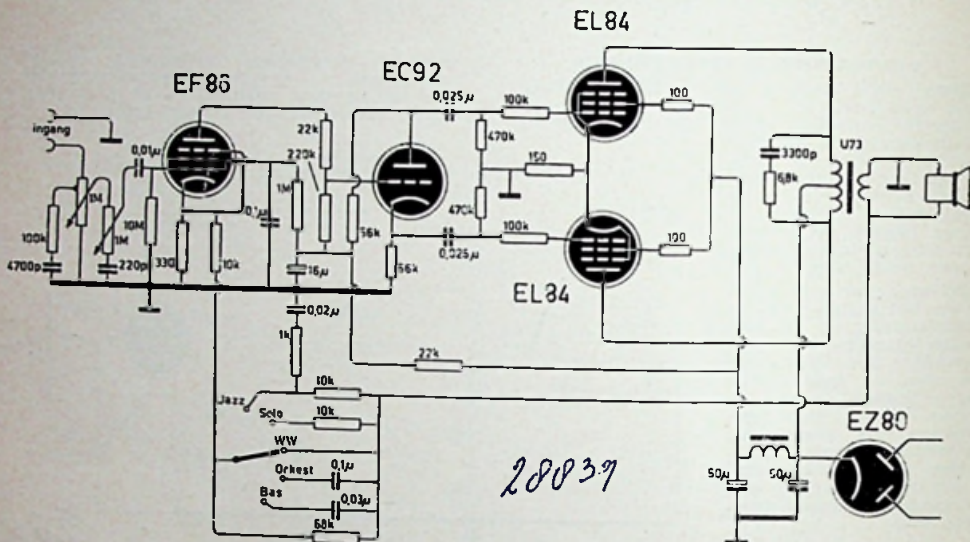 EL84
EF86
EC92
ingang
0,01µ
22k
220k
0,025µ
100k
100
470k
150
U73
3300p
6,8k
1M
100k
4700p
1M
220p
10M
330
10k
0,1µ
1M
16µ
56k
56k
470k
0,025µ
100k
100
EL84
0,02µ
1k
22k
Jazz
10k
Solo
10k
WW
Orkest
0,1µ
Bas
0,03µ
68k
28837
50µ
50µ
EZ80